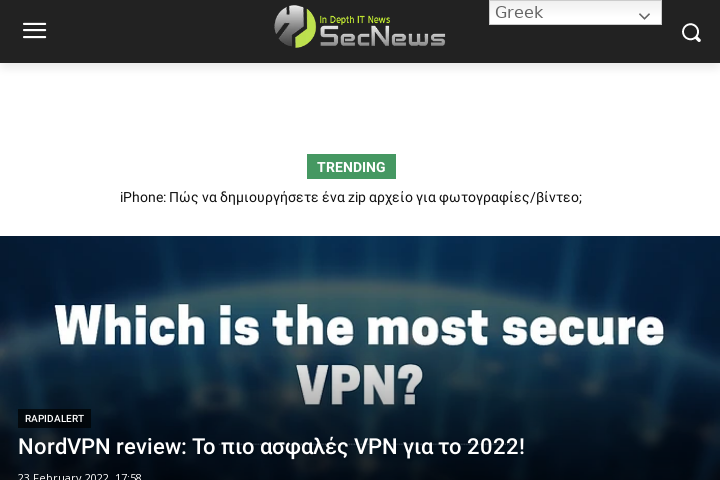 In Depth IT News
SecNews
Greek
TRENDING
iPhone: Πώς να δημιουργήσετε ένα zip αρχείο για φωτογραφίες/βίντεο;
Which is the most secure
VPN?
RAPIDALERT
NordVPN review: Το πιο ασφαλές VPN για το 2022!
23 February 2022, 17:58